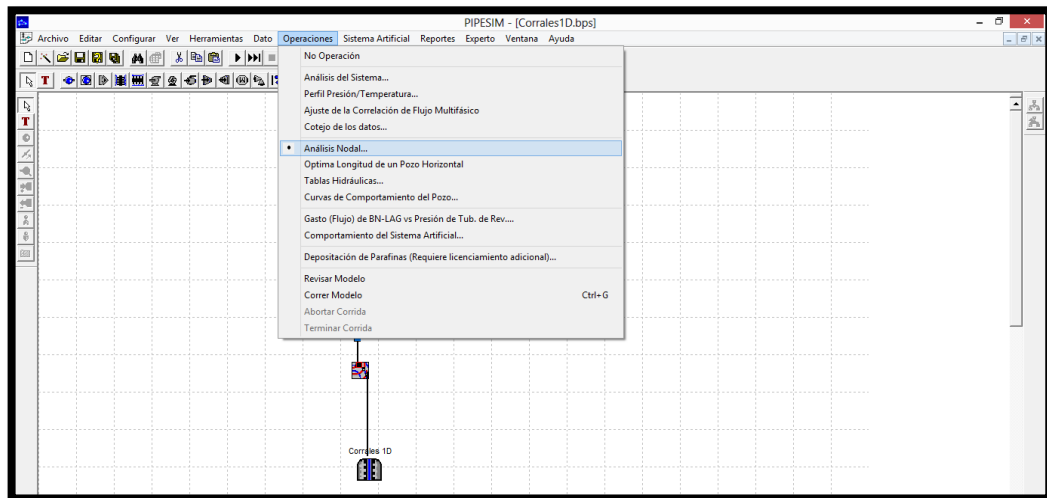 PIPESIM - [Corrales1D.bps]
Archivo Editar Configurar Ver Herramientas Dato Operaciones Sistema Artificial Reportes Experto Ventana Ayuda
No Operación
Análisis del Sistema...
Perfil Presión/Temperatura...
Ajuste de la Correlación de Flujo Multifásico
Cotejo de los datos...
Análisis Nodal...
Optima Longitud de un Pozo Horizontal
Tablas Hidráulicas...
Curvas de Comportamiento del Pozo...
Gasto (Flujo) de BN-LAG vs Presión de Tub. de Rev....
Comportamiento del Sistema Artificial...
Depositación de Parafinas (Requiere licenciamiento adicional)...
Revisar Modelo
Correr Modelo Ctrl+G
Abortar Corrida
Terminar Corrida
T
T
Corrales 1D